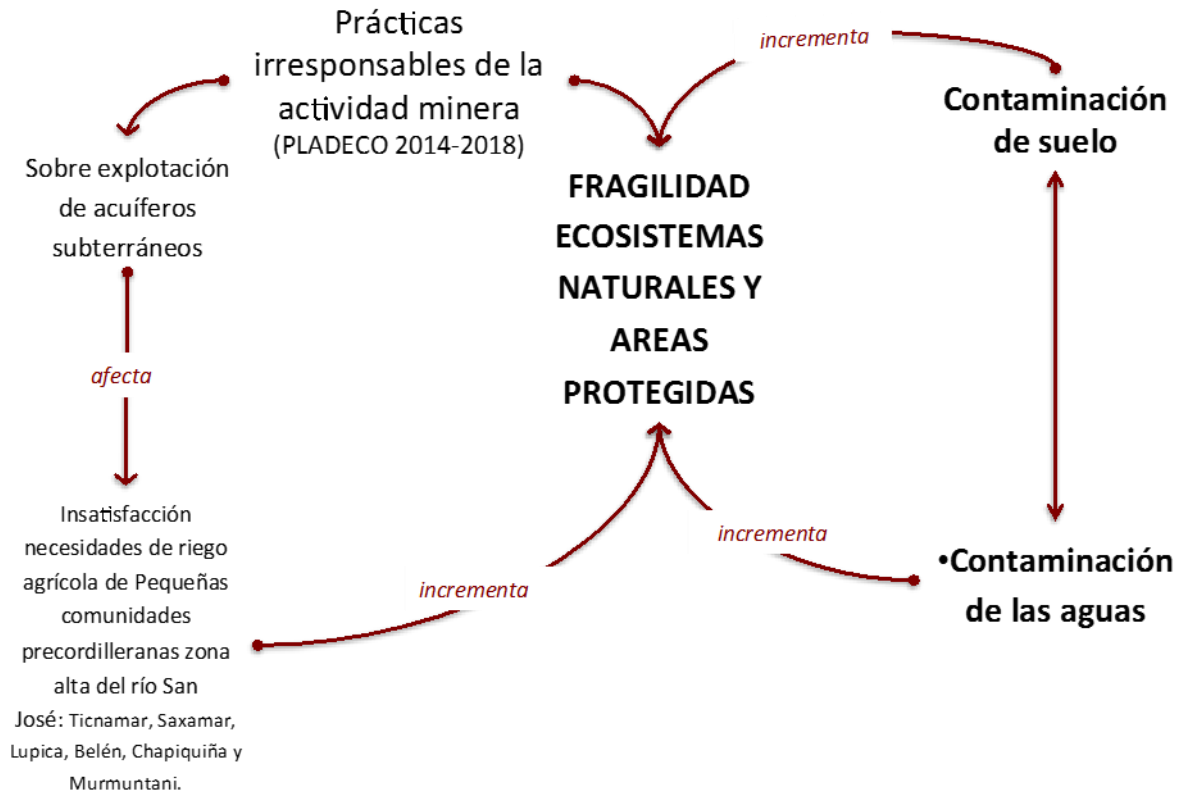 Prácticas
irresponsables de la
actividad minera
(PLADECO 2014-2018)
incrementa
Contaminación
de suelo
Sobre explotación
de acuíferos
subterráneos
FRAGILIDAD
ECOSISTEMAS
NATURALES Y
AREAS
PROTEGIDAS
afecta
Insatisfacción
necesidades de riego
agrícola de Pequeñas
comunidades
precordilleranas zona
alta del río San
José: Ticnamar, Saxamar,
Lupica, Belén, Chapiquiña y
Murmuntani.
incrementa
incrementa
•Contaminación
de las aguas